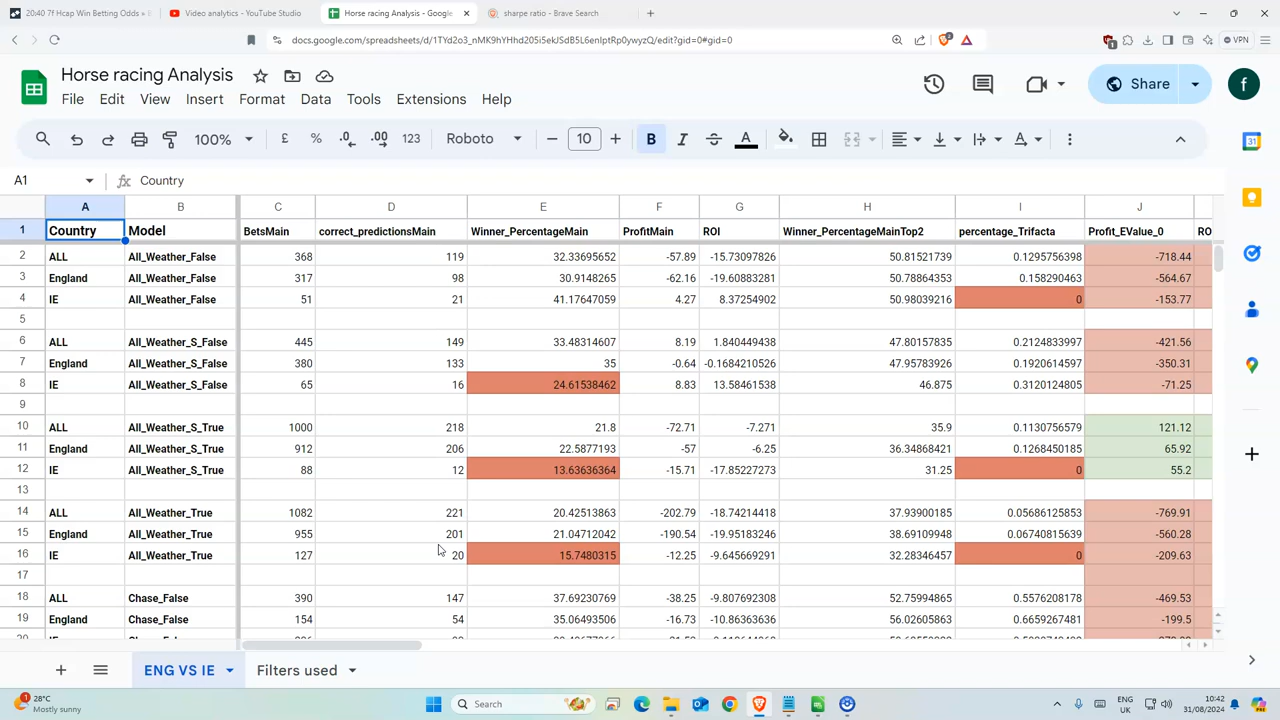 20:40 7f Hcap Win Betting Odds » H
Video analytics - YouTube Studio
Horse racing Analysis - Google
sharpe ratio - Brave Search
docs.google.com/spreadsheets/d/1TYd2o3_nMK9hYHhd205i5ekJSdB5L6enIptRp0ywyzQ/edit?gid=0#gid=0
VPN
Horse racing Analysis
File Edit View Insert Format Data Tools Extensions Help
Share
f
100% £ % .0 .00 123 Roboto 10 B I
A1 Country
A B C D E F G H I J
1 Country Model BetsMain correct_predictionsMain Winner_PercentageMain ProfitMain ROI Winner_PercentageMainTop2 percentage_Trifacta Profit_EValue_0 RO
2 ALL All_Weather_False 368 119 32.33695652 -57.89 -15.73097826 50.81521739 0.1295756398 -718.44
3 England All_Weather_False 317 98 30.9148265 -62.16 -19.60883281 50.78864353 0.158290463 -564.67
4 IE All_Weather_False 51 21 41.17647059 4.27 8.37254902 50.98039216 0 -153.77
5
6 ALL All_Weather_S_False 445 149 33.48314607 8.19 1.840449438 47.80157835 0.2124833997 -421.56
7 England All_Weather_S_False 380 133 35 -0.64 -0.1684210526 47.95783926 0.1920614597 -350.31
8 IE All_Weather_S_False 65 16 24.61538462 8.83 13.58461538 46.875 0.3120124805 -71.25
9
10 ALL All_Weather_S_True 1000 218 21.8 -72.71 -7.271 35.9 0.1130756579 121.12
11 England All_Weather_S_True 912 206 22.5877193 -57 -6.25 36.34868421 0.1268450185 65.92
12 IE All_Weather_S_True 88 12 13.63636364 -15.71 -17.85227273 31.25 0 55.2
13
14 ALL All_Weather_True 1082 221 20.42513863 -202.79 -18.74214418 37.93900185 0.05686125853 -769.91
15 England All_Weather_True 955 201 21.04712042 -190.54 -19.95183246 38.69109948 0.06740815639 -560.28
16 IE All_Weather_True 127 20 15.7480315 -12.25 -9.645669291 32.28346457 0 -209.63
17
18 ALL Chase_False 390 147 37.69230769 -38.25 -9.807692308 52.75994865 0.5576208178 -469.53
19 England Chase_False 154 54 35.06493506 -16.73 -10.86363636 56.02605863 0.6659267481 -199.5
ENG VS IE Filters used
28°C
Mostly sunny
Search
ENG
UK
10:42
31/08/2024